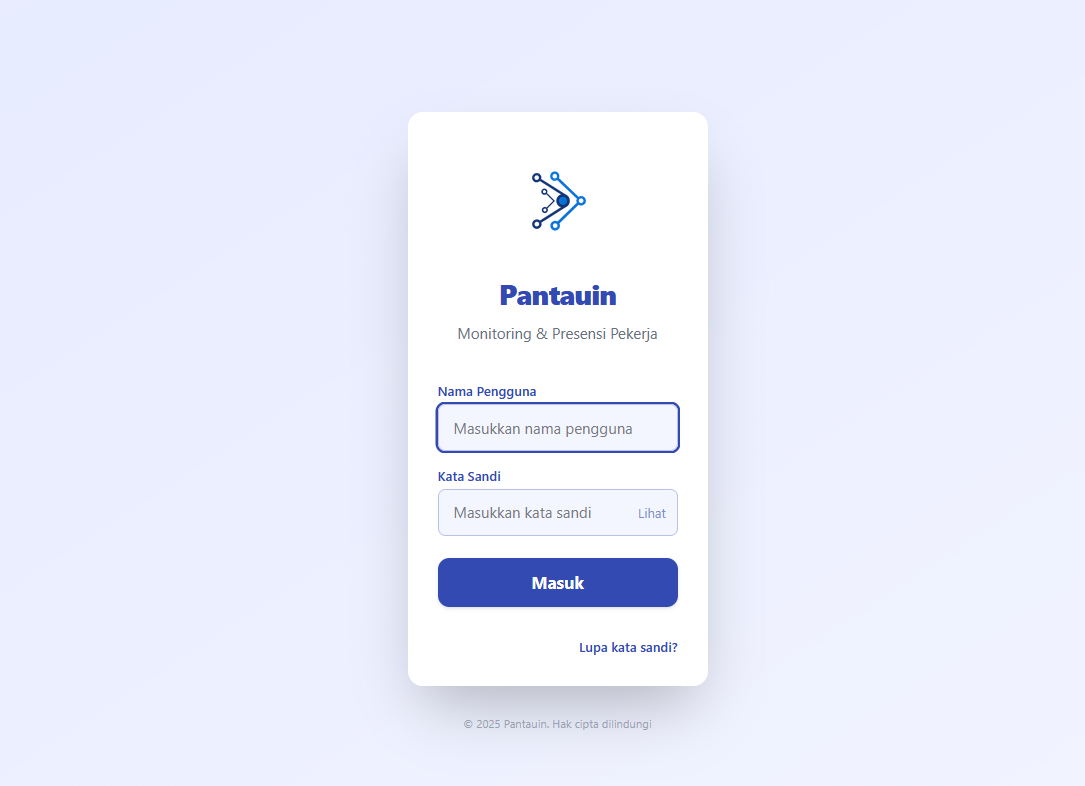 Pantauin
Monitoring & Presensi Pekerja
Nama Pengguna
Masukkan nama pengguna
Kata Sandi
Masukkan kata sandi
Lihat
Masuk
Lupa kata sandi?
© 2025 Pantauin. Hak cipta dilindungi